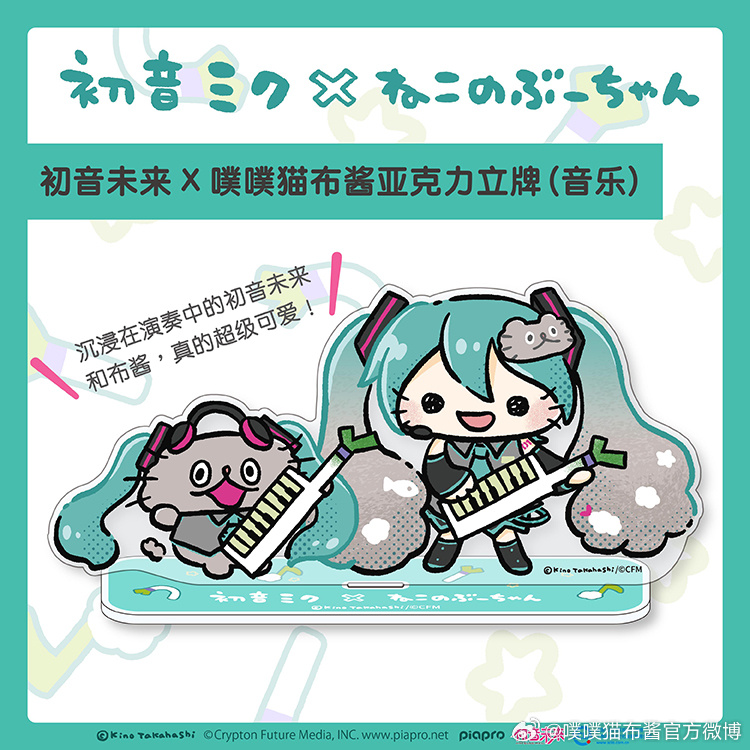 初音ミク×ねこのぶーちゃん
初音未来 X 噗噗猫布酱亚克力立牌(音乐)
沉浸在演奏中的初音未来
和布酱，真的超级可爱！
©Kino Takahashi/©CFM
初音ミク × ねこのぶーちゃん
©Kino Takahashi/©CFM
©Kino Takahashi ©Crypton Future Media, INC. www.piapro.net piapro
@噗噗猫布酱官方微博